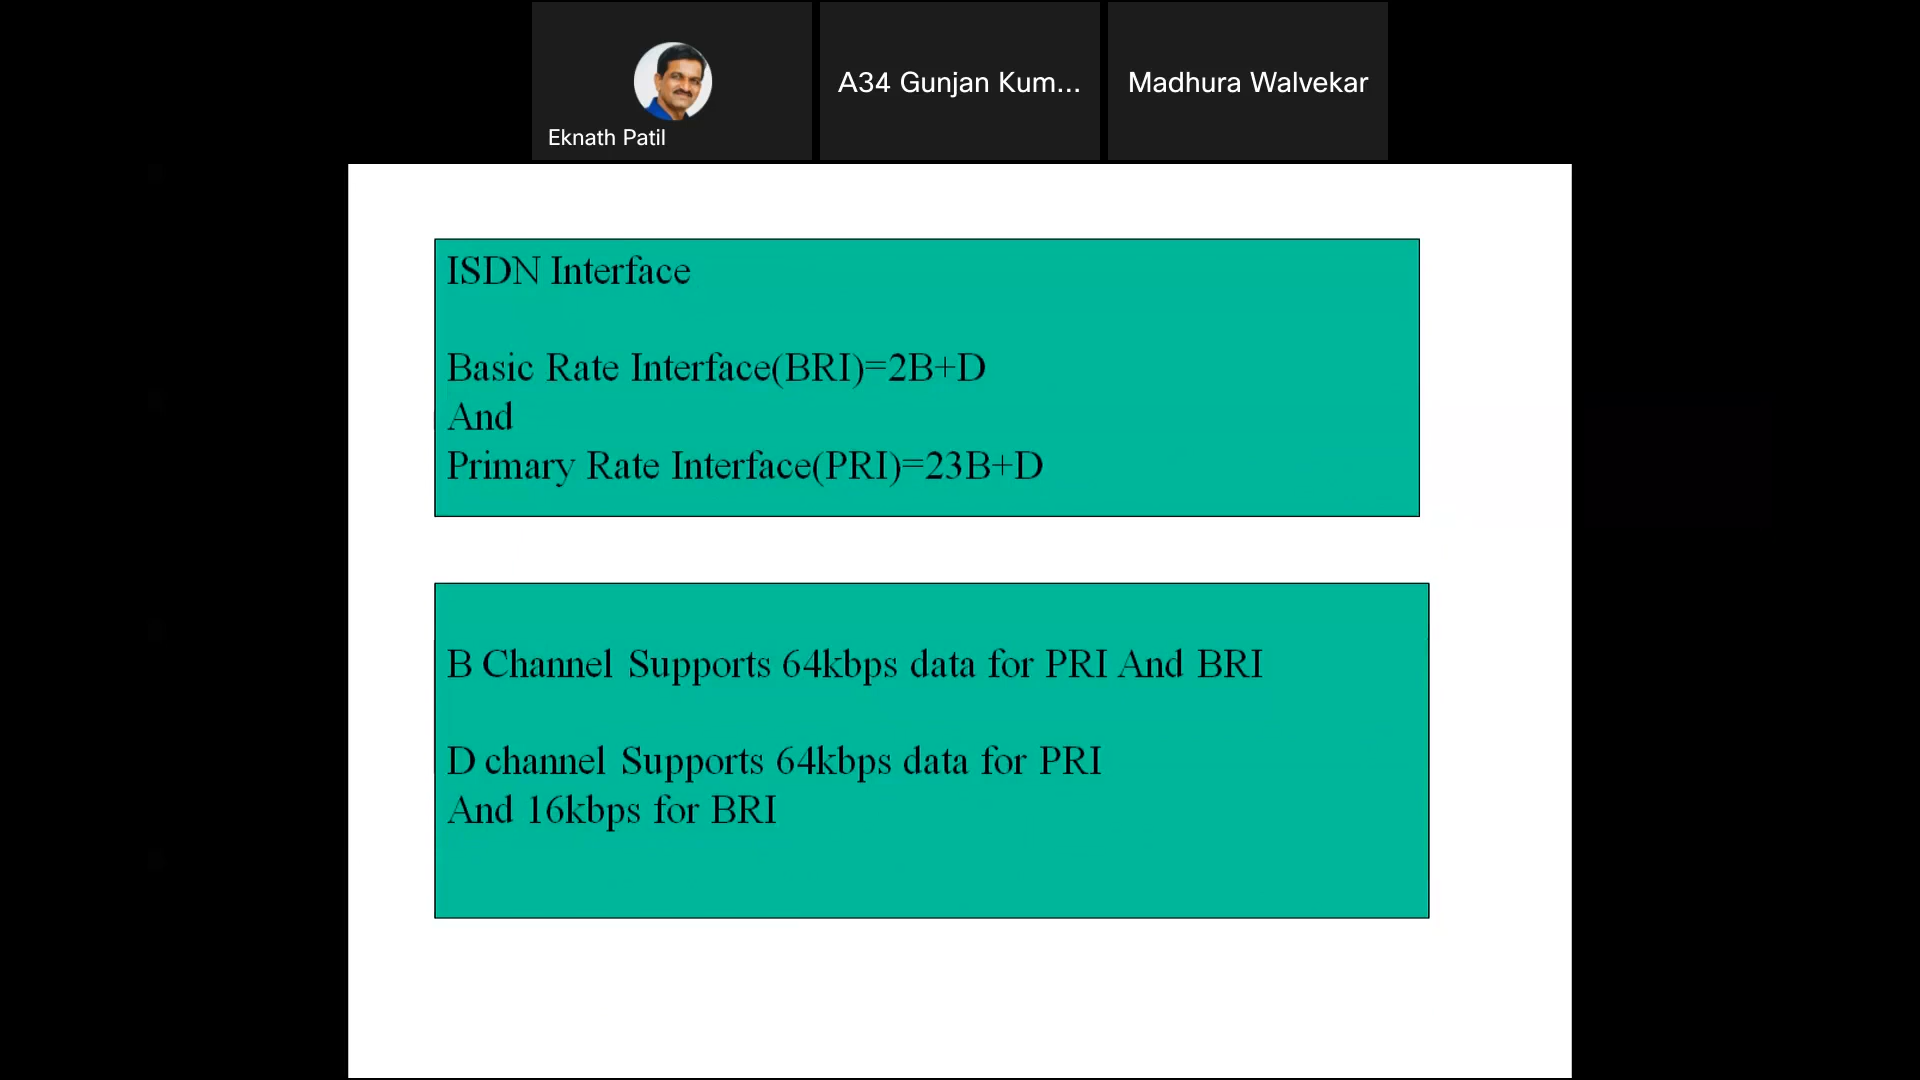 Eknath Patil
A34 Gunjan Kum...
Madhura Walvekar
ISDN Interface
Basic Rate Interface(BRI)=2B+D
And
Primary Rate Interface(PRI)=23B+D
B Channel Supports 64kbps data for PRI And BRI
D channel Supports 64kbps data for PRI
And 16kbps for BRI